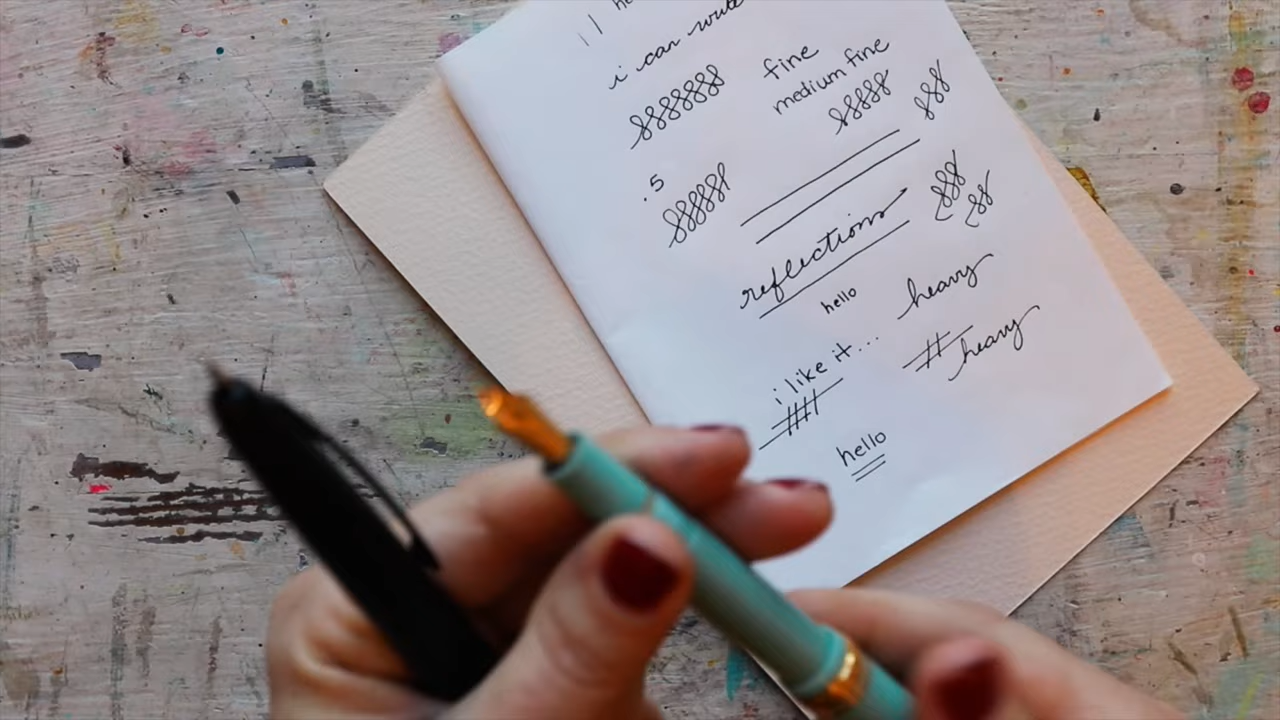 i can write
fine
medium fine
.5
reflections
hello
heavy
i like it...
heavy
hello